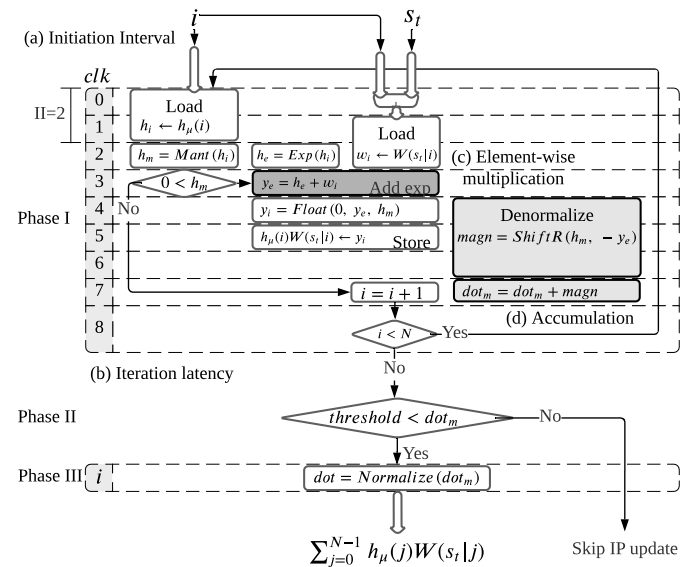 i
s_t
(a) Initiation Interval
clk
II=2
0
Load
h_i ← h_μ(i)
1
Load
w_i ← W(s_t|i)
2
h_m = Mant(h_i)
h_e = Exp(h_i)
(c) Element-wise
multiplication
3
0 < h_m
y_e = h_e + w_i
Add exp
No
Phase I
4
y_i = Float(0, y_e, h_m)
Denormalize
magn = ShiftR(h_m, − y_e)
5
h_μ(i)W(s_t|i) ← y_i
Store
6
7
i = i + 1
dot_m = dot_m + magn
(d) Accumulation
8
i < N
Yes
No
(b) Iteration latency
Phase II
threshold < dot_m
No
Yes
Phase III
i
dot = Normalize(dot_m)
∑_{j=0}^{N−1} h_μ(j)W(s_t|j)
Skip IP update